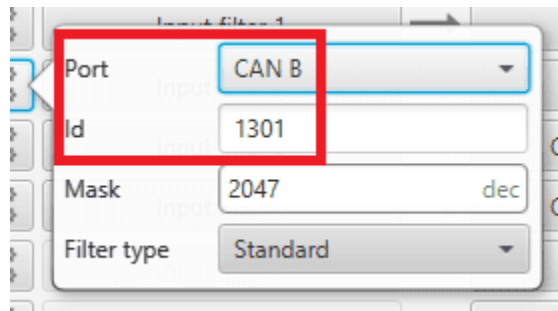 Input filter 1
Port CAN B
Id 1301
Mask 2047 dec
Filter type Standard